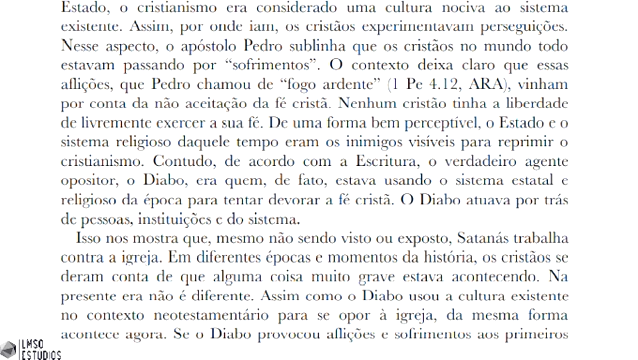 Estado, o cristianismo era considerado uma cultura nociva ao sistema
existente. Assim, por onde iam, os cristãos experimentavam perseguições.
Nesse aspecto, o apóstolo Pedro sublinha que os cristãos no mundo todo
estavam passando por “sofrimentos”. O contexto deixa claro que essas
aflições, que Pedro chamou de “fogo ardente” (1 Pe 4.12, ARA), vinham
por conta da não aceitação da fé cristã. Nenhum cristão tinha a liberdade
de livremente exercer a sua fé. De uma forma bem perceptível, o Estado e o
sistema religioso daquele tempo eram os inimigos visíveis para reprimir o
cristianismo. Contudo, de acordo com a Escritura, o verdadeiro agente
opositor, o Diabo, era quem, de fato, estava usando o sistema estatal e
religioso da época para tentar devorar a fé cristã. O Diabo atuava por trás
de pessoas, instituições e do sistema.
Isso nos mostra que, mesmo não sendo visto ou exposto, Satanás trabalha
contra a igreja. Em diferentes épocas e momentos da história, os cristãos se
deram conta de que alguma coisa muito grave estava acontecendo. Na
presente era não é diferente. Assim como o Diabo usou a cultura existente
no contexto neotestamentário para se opor à igreja, da mesma forma
acontece agora. Se o Diabo provocou aflições e sofrimentos aos primeiros
LMSO
ESTUDIOS